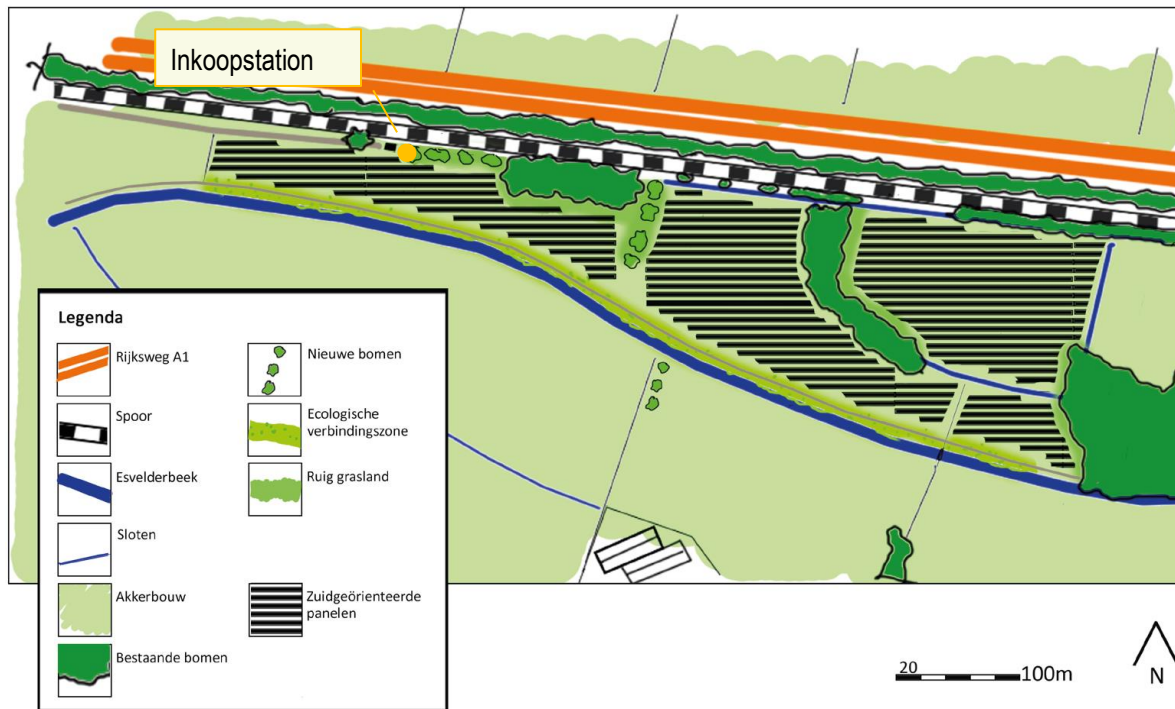 Inkoopstation
Legenda
Rijksweg A1
Spoor
Esvelderbeek
Sloten
Akkerbouw
Bestaande bomen
Nieuwe bomen
Ecologische
verbindingszone
Ruig grasland
Zuidgeörienteerde
panelen
20
100m
N